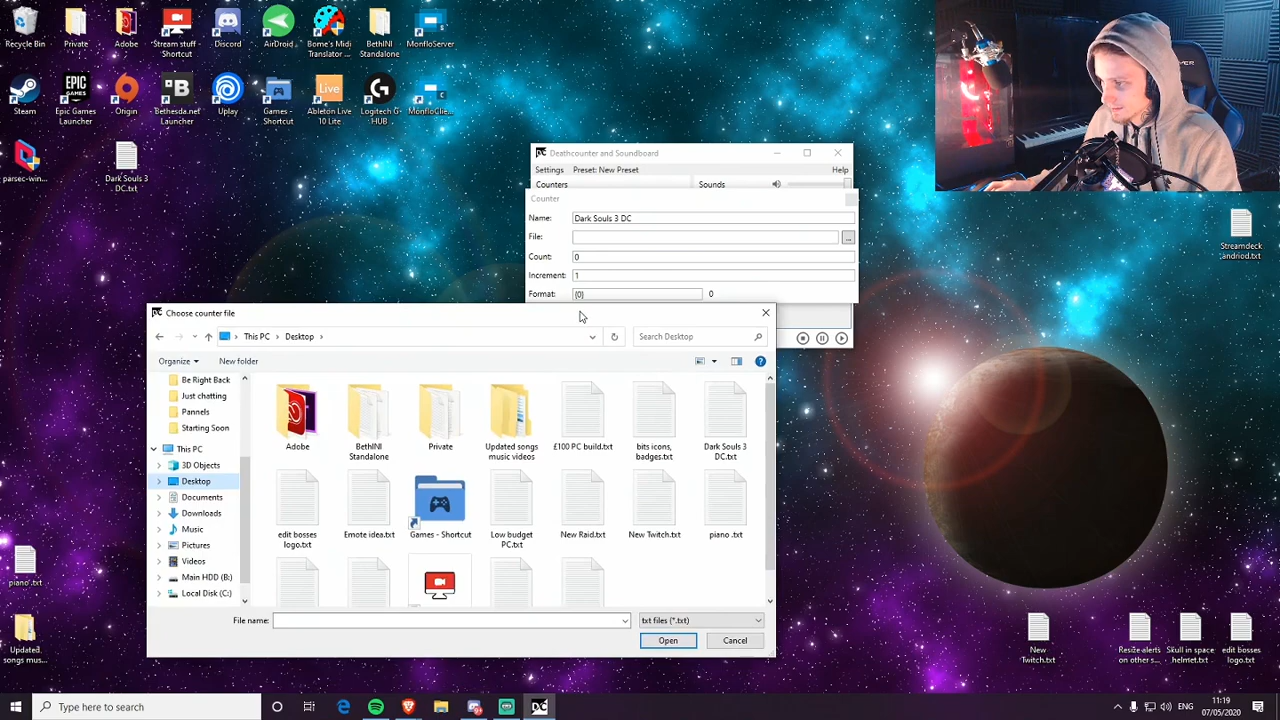 Recycle Bin
Private
Adobe
Stream stuff - Shortcut
Discord
AirDroid
Bome's Midi Translator ...
BethINI Standalone
MonfloServer
Steam
Epic Games Launcher
Origin
Bethesda.net Launcher
Uplay
Games - Shortcut
Ableton Live 10 Lite
Logitech G HUB
MonfloClie...
parsec-win...
Dark Souls 3 DC.txt
Streamdeck andriod.txt
Deathcounter and Soundboard
Settings
Preset: New Preset
Help
Counters
Sounds
Counter
Name:
Dark Souls 3 DC
File:
...
Count:
0
Increment:
1
Format:
{0}
0
Choose counter file
This PC
Desktop
Search Desktop
Organize
New folder
Be Right Back
Just chatting
Pannels
Starting Soon
This PC
3D Objects
Desktop
Documents
Downloads
Music
Pictures
Videos
Main HDD (B:)
Local Disk (C:)
Adobe
BethINI Standalone
Private
Updated songs music videos
£100 PC build.txt
bits icons, badges.txt
Dark Souls 3 DC.txt
edit bosses logo.txt
Emote idea.txt
Games - Shortcut
Low budget PC.txt
New Raid.txt
New Twitch.txt
piano .txt
File name:
txt files (*.txt)
Open
Cancel
piano .txt
Updated songs mus...
New Twitch.txt
Resize alerts on other s...
Skull in space helmet.txt
edit bosses logo.txt
Type here to search
ENG
11:19
07/05/2020